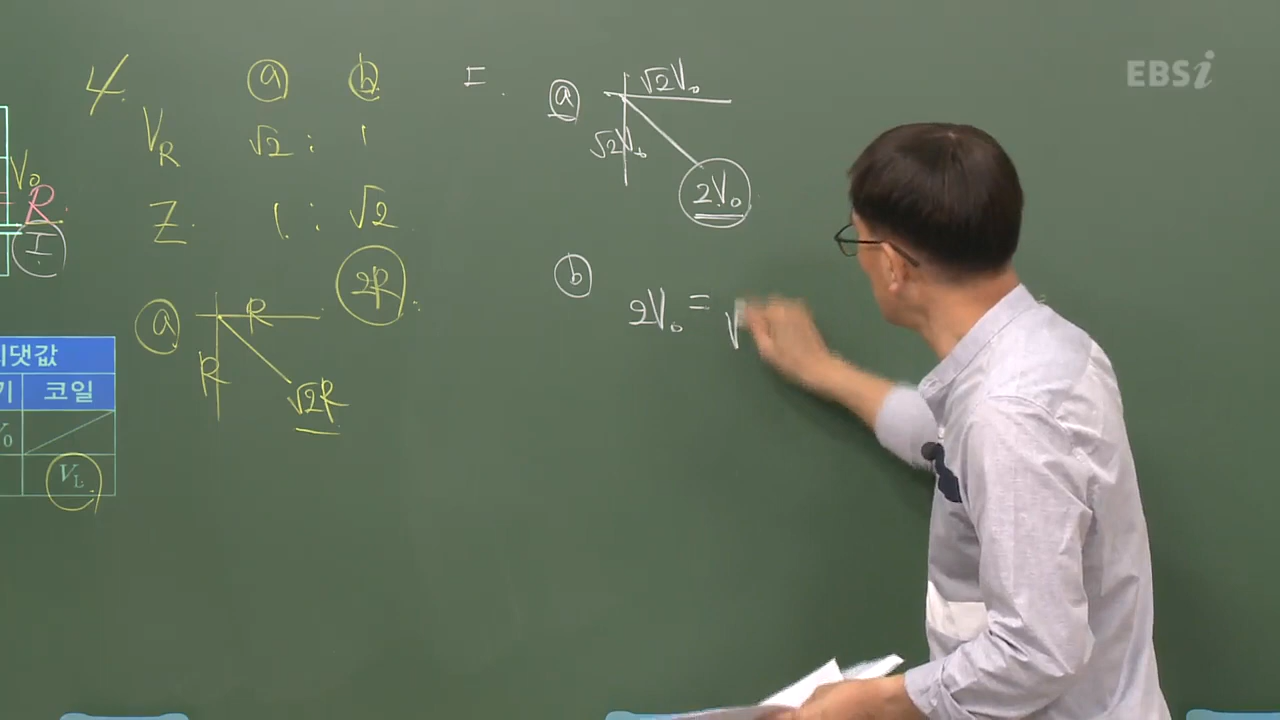 EBSi
4. ⓐ ⓑ
V_R √2 : 1
Z 1 : √2
2R
ⓐ R
R
√2R
ㄷ.
ⓐ √2V₀
√2V₀
2V₀
ⓑ 2V₀ = √
V₀
R
I
댓값
코일
V₀
V_L